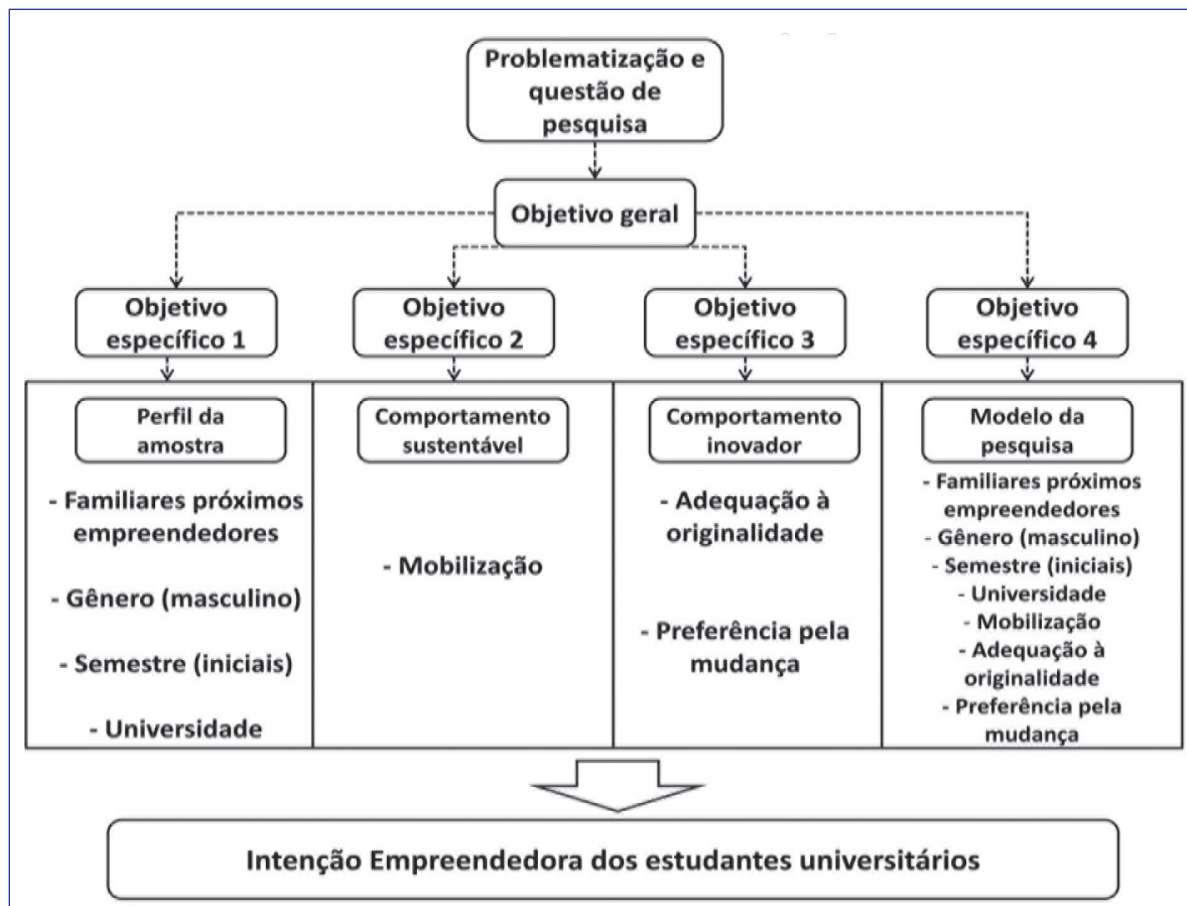 Problematização e
questão de
pesquisa
Objetivo geral
Objetivo
específico 1
Objetivo
específico 2
Objetivo
específico 3
Objetivo
específico 4
Perfil da
amostra
- Familiares próximos
empreendedores
- Gênero (masculino)
- Semestre (iniciais)
- Universidade
Comportamento
sustentável
- Mobilização
Comportamento
inovador
- Adequação à
originalidade
- Preferência pela
mudança
Modelo da
pesquisa
- Familiares próximos
empreendedores
- Gênero (masculino)
- Semestre (iniciais)
- Universidade
- Mobilização
- Adequação à
originalidade
- Preferência pela
mudança
Intenção Empreendedora dos estudantes universitários